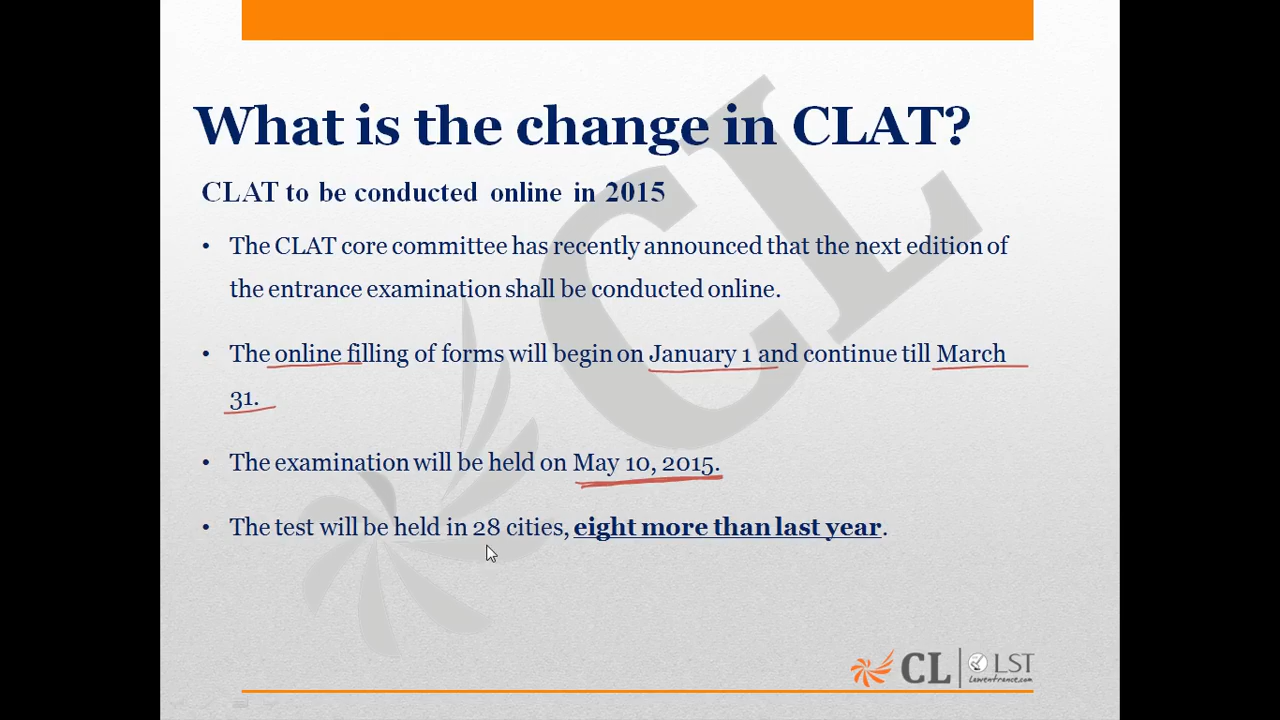 What is the change in CLAT?
CLAT to be conducted online in 2015
• The CLAT core committee has recently announced that the next edition of
the entrance examination shall be conducted online.
• The online filling of forms will begin on January 1 and continue till March
31.
• The examination will be held on May 10, 2015.
• The test will be held in 28 cities, eight more than last year.
CL
CL LST
Lawentrance.com